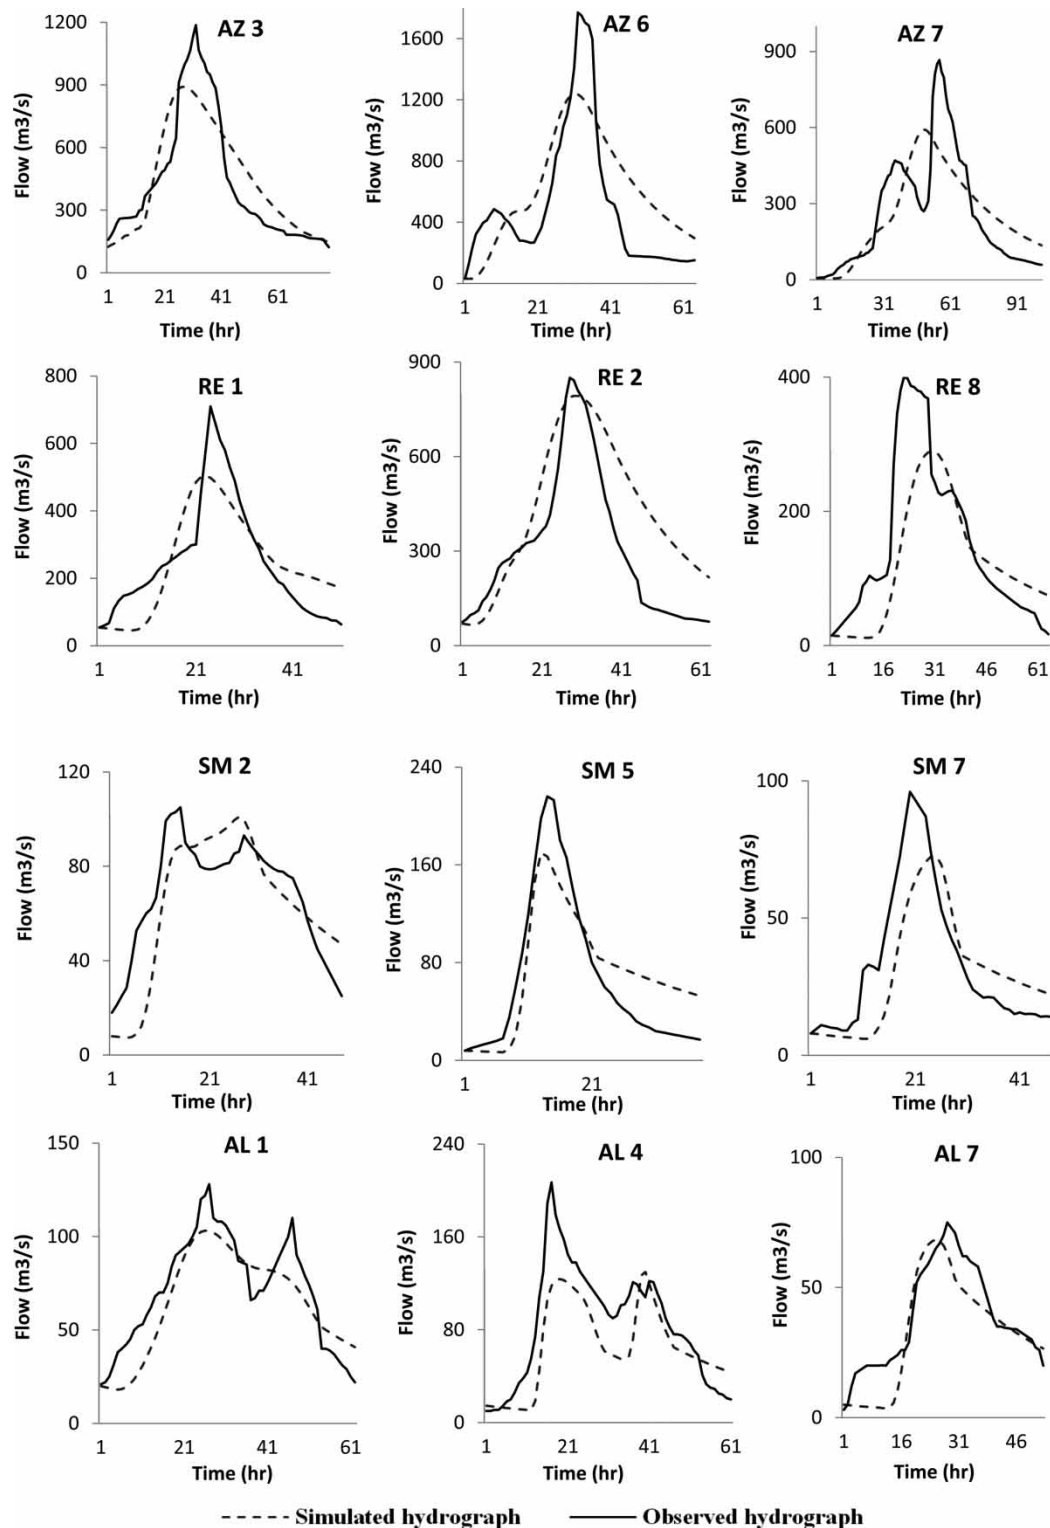 AZ 3
Flow (m3/s)
1200
900
600
300
0
1 21 41 61
Time (hr)
AZ 6
Flow (m3/s)
1600
1200
800
400
0
1 21 41 61
Time (hr)
AZ 7
Flow (m3/s)
900
600
300
0
1 31 61 91
Time (hr)
RE 1
Flow (m3/s)
800
600
400
200
0
1 21 41
Time (hr)
RE 2
Flow (m3/s)
900
600
300
0
1 21 41 61
Time (hr)
RE 8
Flow (m3/s)
400
200
0
1 16 31 46 61
Time (hr)
SM 2
Flow (m3/s)
120
80
40
0
1 21 41
Time (hr)
SM 5
Flow (m3/s)
240
160
80
0
1 21
Time (hr)
SM 7
Flow (m3/s)
100
50
0
1 21 41
Time (hr)
AL 1
Flow (m3/s)
150
100
50
0
1 21 41 61
Time (hr)
AL 4
Flow (m3/s)
240
160
80
0
1 21 41 61
Time (hr)
AL 7
Flow (m3/s)
100
50
0
1 16 31 46
Time (hr)
Simulated hydrograph Observed hydrograph